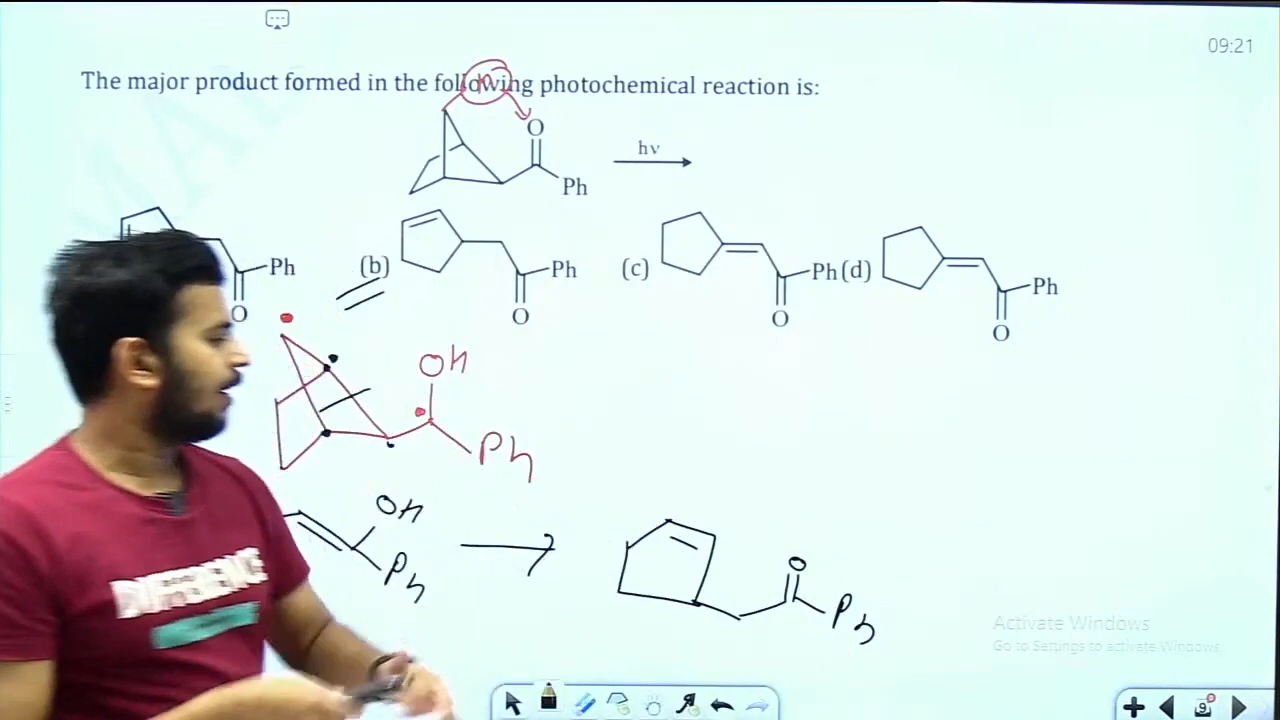 09:21
The major product formed in the following photochemical reaction is:
H
O
hν
Ph
Ph
O
(b)
Ph
O
(c)
Ph
O
(d)
Ph
O
OH
Ph
OH
Ph
O
Ph
DIFFERENCE
Activate Windows
Go to Settings to activate Windows.
9